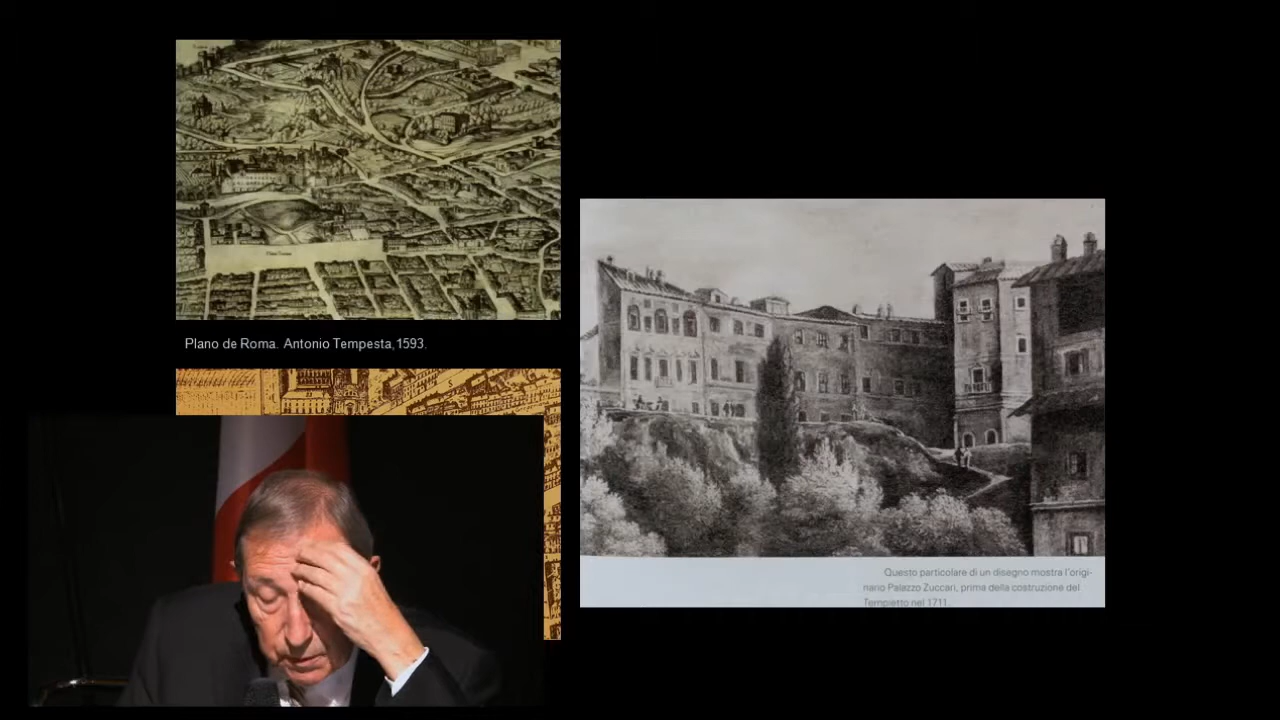 Plano de Roma. Antonio Tempesta,1593.
S
Questo particolare di un disegno mostra l'origi-
nario Palazzo Zuccari, prima della costruzione del
Tempietto nel 1711.